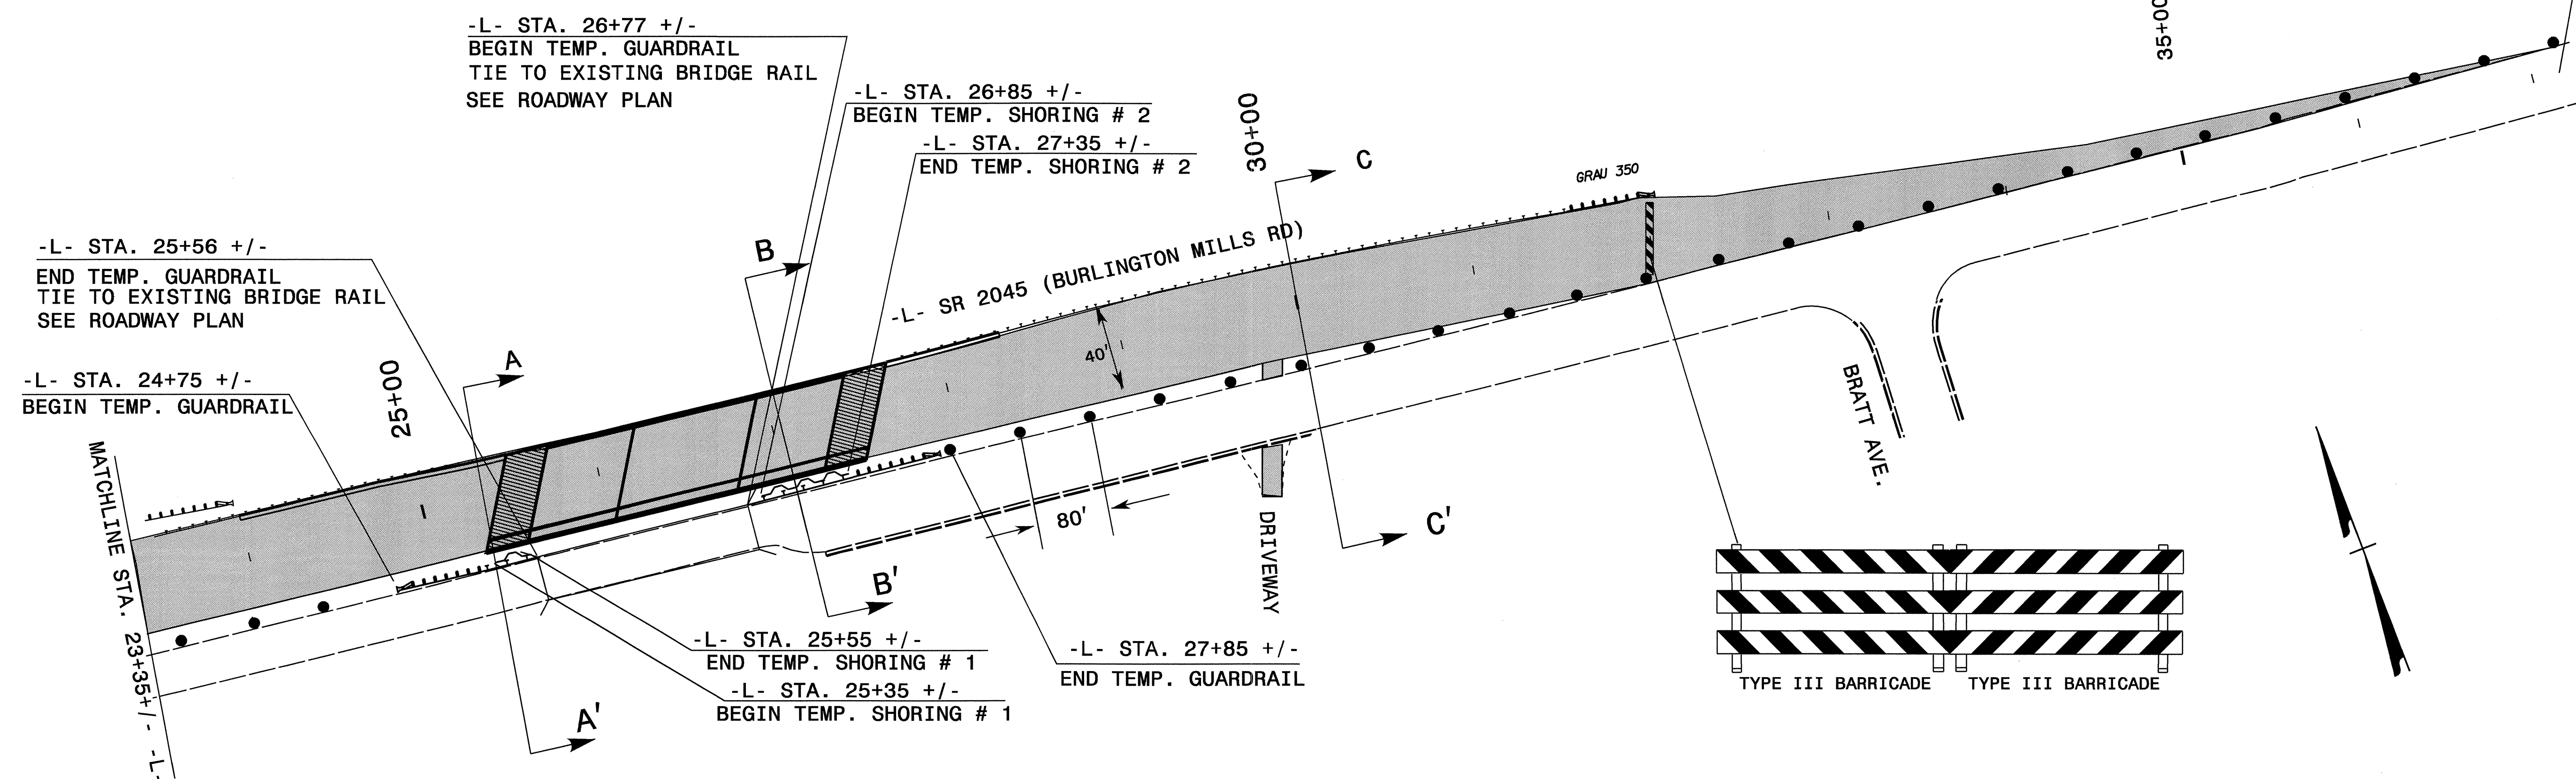 -L- STA. 26+77 +/-
BEGIN TEMP. GUARDRAIL
TIE TO EXISTING BRIDGE RAIL
SEE ROADWAY PLAN
-L- STA. 26+85 +/-
BEGIN TEMP. SHORING # 2
-L- STA. 27+35 +/-
END TEMP. SHORING # 2
30+00
35+00
C
GRAU 350
-L- SR 2045 (BURLINGTON MILLS RD)
B
-L- STA. 25+56 +/-
END TEMP. GUARDRAIL
TIE TO EXISTING BRIDGE RAIL
SEE ROADWAY PLAN
A
25+00
-L- STA. 24+75 +/-
BEGIN TEMP. GUARDRAIL
40'
BRATT AVE.
MATCHLINE STA. 23+35+/- -L-
80'
C'
DRIVEWAY
B'
-L- STA. 25+55 +/-
END TEMP. SHORING # 1
-L- STA. 25+35 +/-
BEGIN TEMP. SHORING # 1
A'
-L- STA. 27+85 +/-
END TEMP. GUARDRAIL
TYPE III BARRICADE
TYPE III BARRICADE